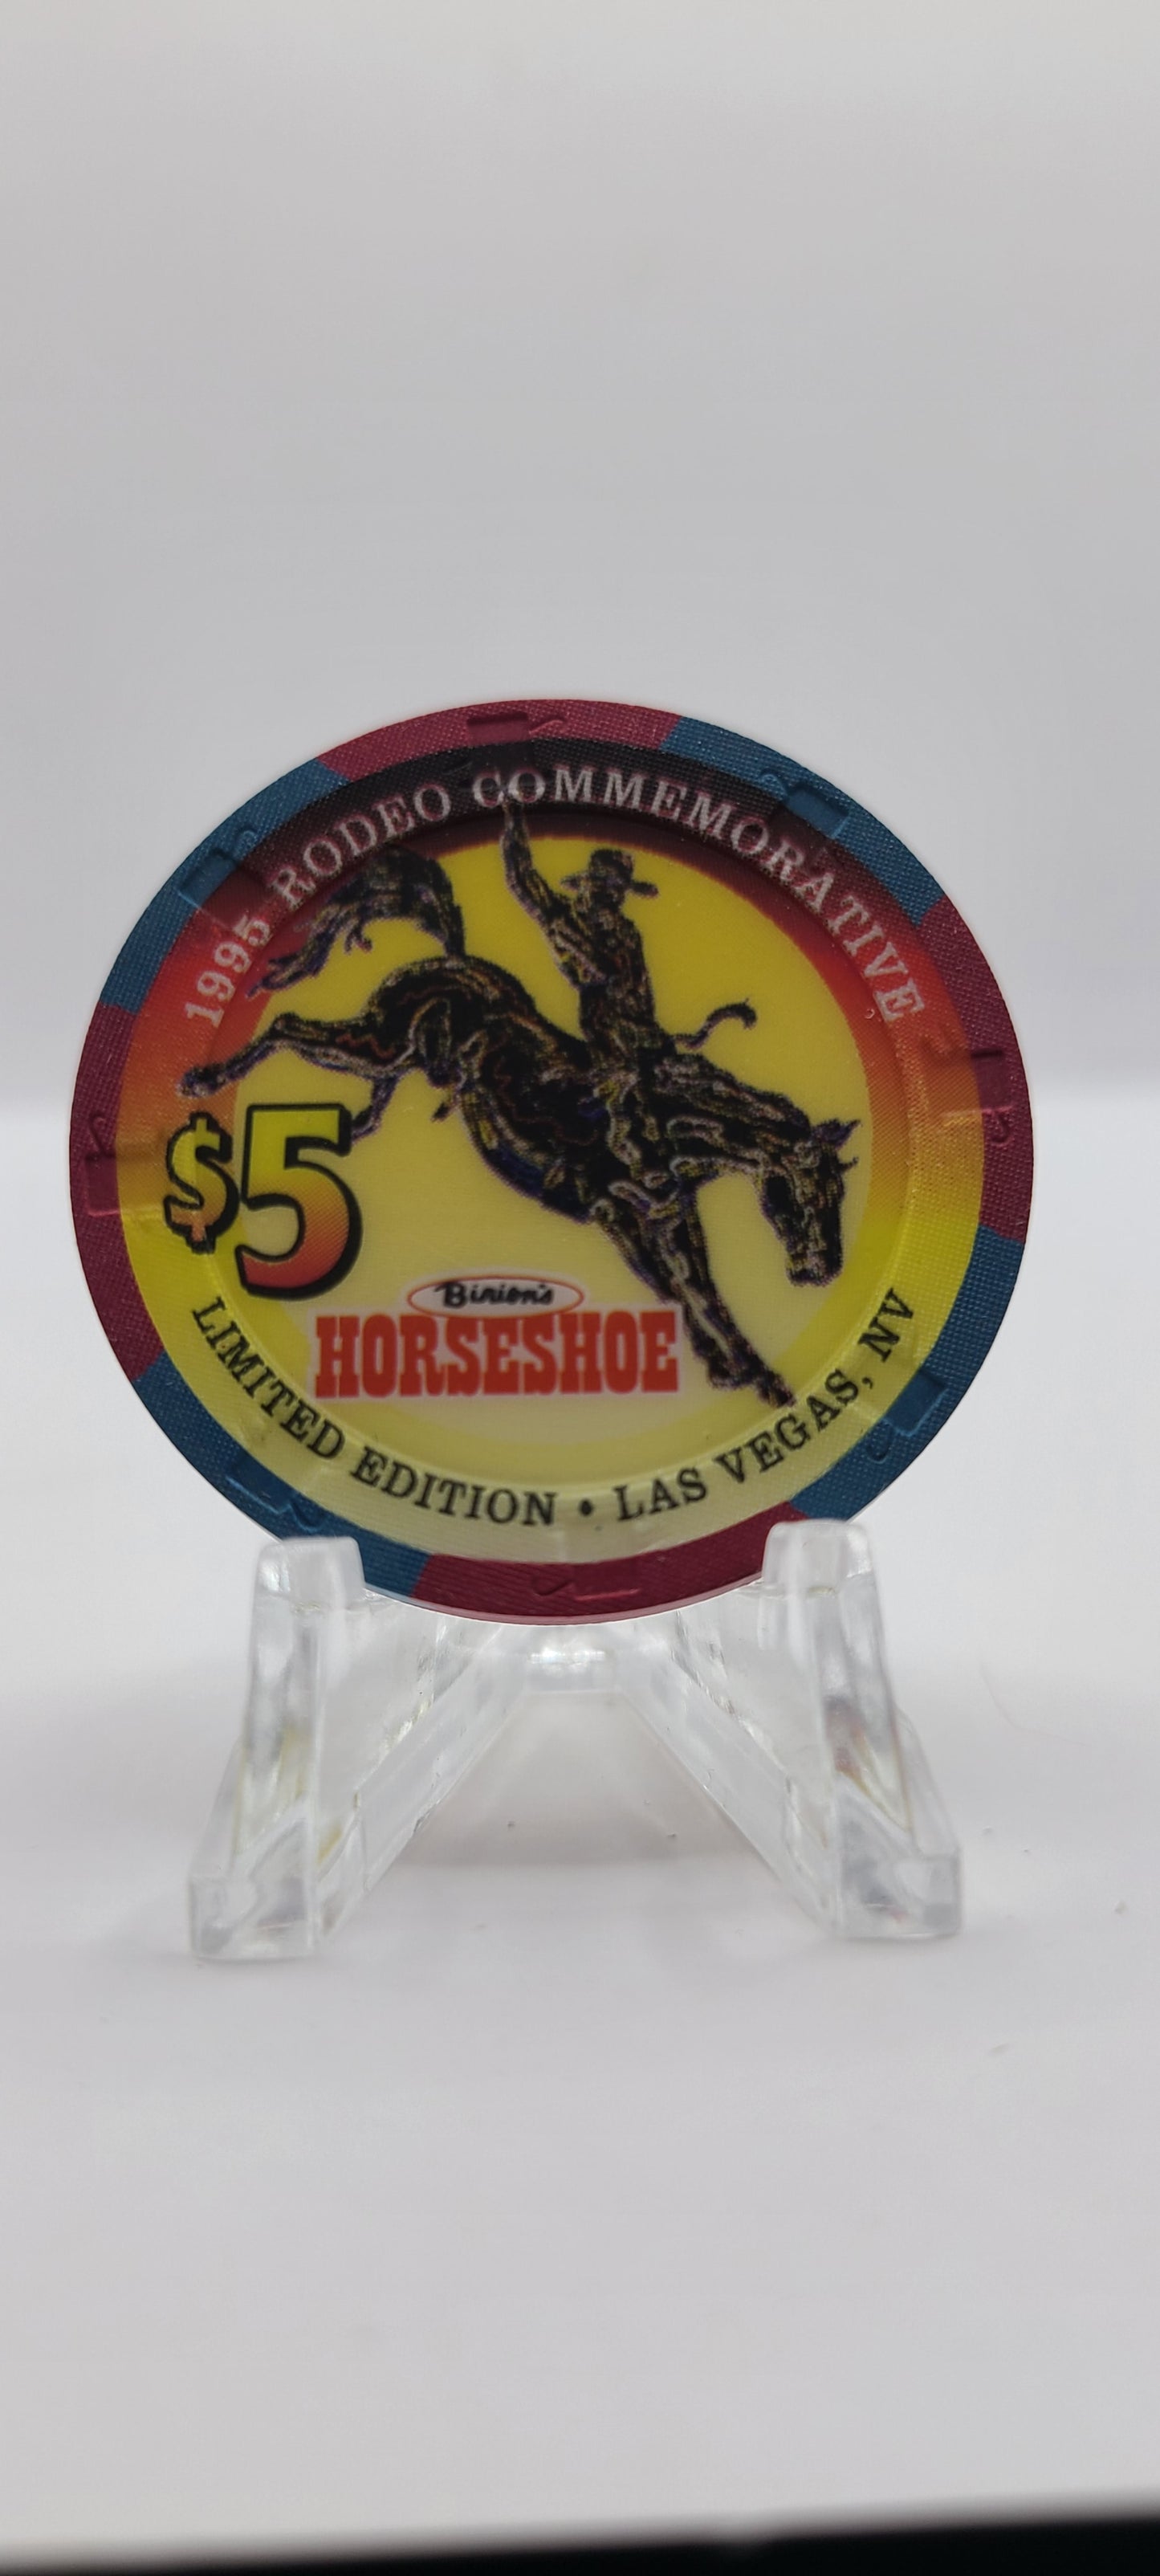 1995 RODEO COMMEMORATIVE
$5
Binion's
HORSESHOE
LIMITED EDITION • LAS VEGAS, NV